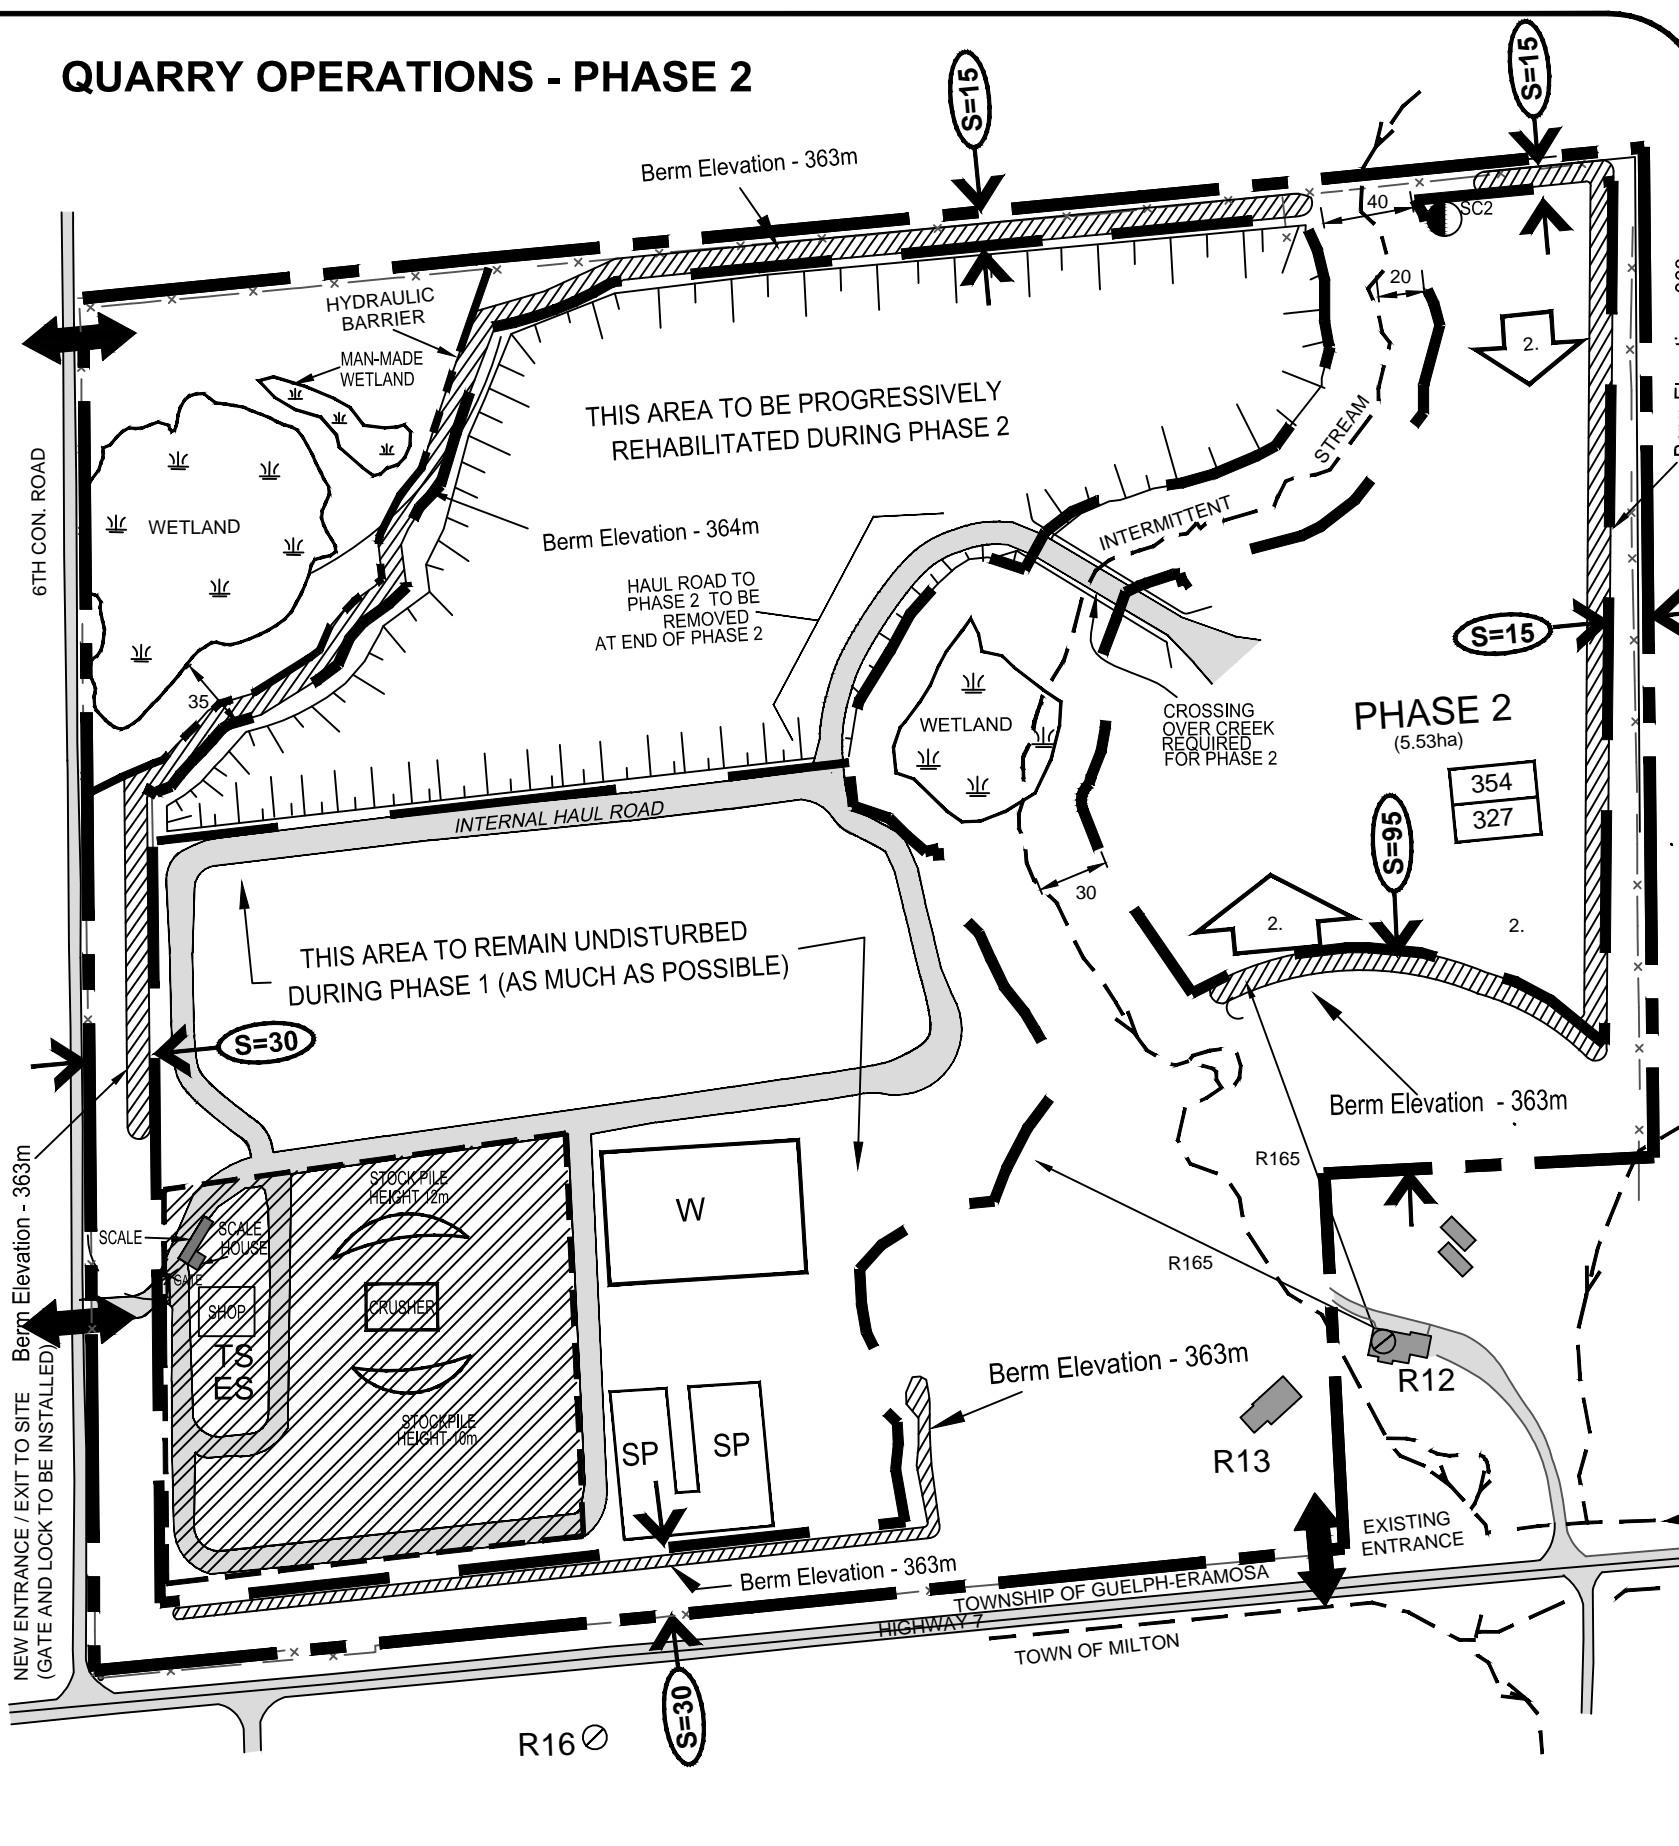 QUARRY OPERATIONS - PHASE 2
S=15
S=15
Berm Elevation - 363m
40
SC2
20
HYDRAULIC
BARRIER
MAN-MADE
WETLAND
2.
THIS AREA TO BE PROGRESSIVELY
REHABILITATED DURING PHASE 2
STREAM
6TH CON. ROAD
WETLAND
Berm Elevation - 364m
INTERMITTENT
HAUL ROAD TO
PHASE 2 TO BE
REMOVED
AT END OF PHASE 2
S=15
35
WETLAND
CROSSING
OVER CREEK
REQUIRED
FOR PHASE 2
PHASE 2
(5.53ha)
354
327
INTERNAL HAUL ROAD
S=95
30
2.
2.
THIS AREA TO REMAIN UNDISTURBED
DURING PHASE 1 (AS MUCH AS POSSIBLE)
S=30
Berm Elevation - 363m
Berm Elevation - 363m
R165
STOCK PILE
HEIGHT 12m
W
SCALE
SCALE
HOUSE
GATE
R165
SHOP
CRUSHER
TS
ES
Berm Elevation - 363m
R12
STOCKPILE
HEIGHT 10m
SP
SP
R13
NEW ENTRANCE / EXIT TO SITE
(GATE AND LOCK TO BE INSTALLED)
EXISTING
ENTRANCE
Berm Elevation - 363m
TOWNSHIP OF GUELPH-ERAMOSA
HIGHWAY 7
TOWN OF MILTON
S=30
R16